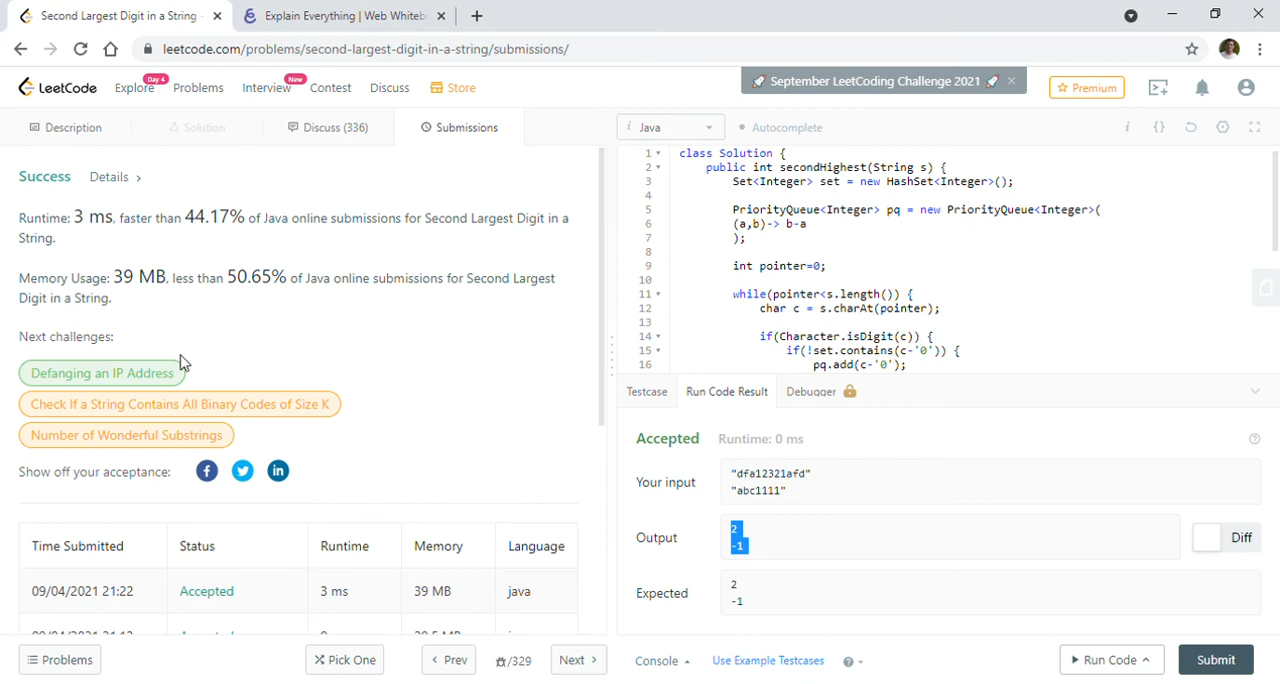 Second Largest Digit in a String
Explain Everything | Web Whitebo
leetcode.com/problems/second-largest-digit-in-a-string/submissions/
LeetCode
Explore
Day 4
Problems
Interview
New
Contest
Discuss
Store
September LeetCoding Challenge 2021
Premium
Description
Solution
Discuss (336)
Submissions
Success Details >
Runtime: 3 ms, faster than 44.17% of Java online submissions for Second Largest Digit in a
String.
Memory Usage: 39 MB, less than 50.65% of Java online submissions for Second Largest
Digit in a String.
Next challenges:
Defanging an IP Address
Check If a String Contains All Binary Codes of Size K
Number of Wonderful Substrings
Show off your acceptance:
Time Submitted Status Runtime Memory Language
09/04/2021 21:22 Accepted 3 ms 39 MB java
Problems
Pick One
< Prev
/329
Next >
i Java
Autocomplete
1 class Solution {
2 public int secondHighest(String s) {
3 Set<Integer> set = new HashSet<Integer>();
4
5 PriorityQueue<Integer> pq = new PriorityQueue<Integer>(
6 (a,b)-> b-a
7 );
8
9 int pointer=0;
10
11 while(pointer<s.length()) {
12 char c = s.charAt(pointer);
13
14 if(Character.isDigit(c)) {
15 if(!set.contains(c-'0')) {
16 pq.add(c-'0');
Testcase
Run Code Result
Debugger
Accepted Runtime: 0 ms
Your input
"dfa12321afd"
"abc1111"
Output
2
-1
Diff
Expected
2
-1
Console
Use Example Testcases
Run Code
Submit